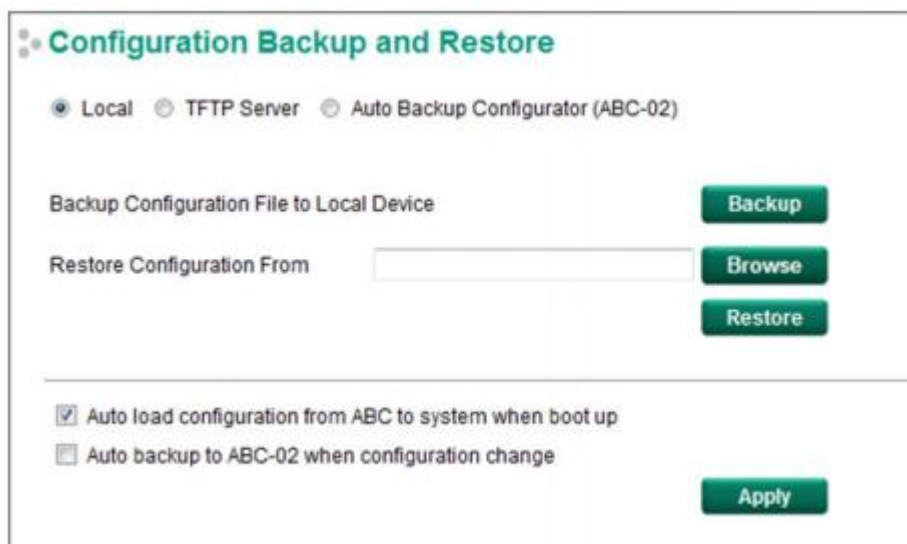 Configuration Backup and Restore
Local TFTP Server Auto Backup Configurator (ABC-02)
Backup Configuration File to Local Device Backup
Restore Configuration From Browse
Restore
Auto load configuration from ABC to system when boot up
Auto backup to ABC-02 when configuration change
Apply